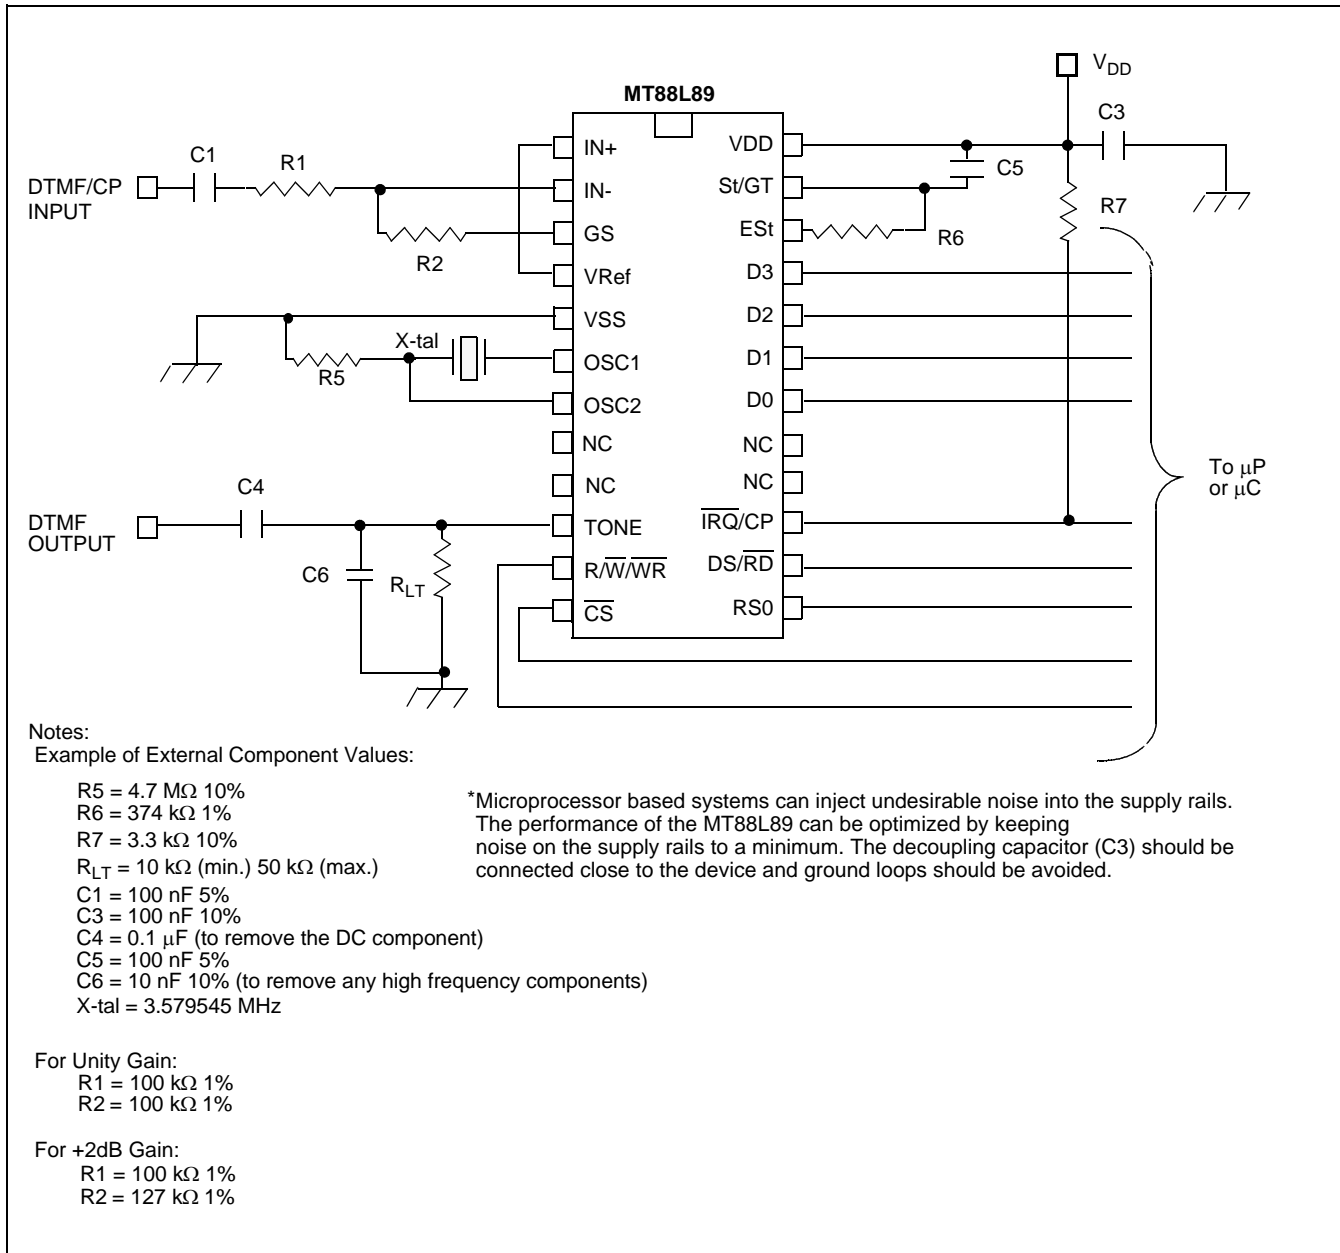 V_DD
MT88L89
C3
C1
R1
IN+
VDD
C5
DTMF/CP
INPUT
IN-
St/GT
R7
GS
ESt
R6
R2
VRef
D3
VSS
D2
X-tal
OSC1
D1
R5
OSC2
D0
NC
NC
To μP
or μC
NC
NC
C4
DTMF
OUTPUT
TONE
I̅R̅Q̅/CP
C6
R_LT
R/W̅/W̅R̅
DS/R̅D̅
C̅S̅
RS0
Notes:
Example of External Component Values:
R5 = 4.7 MΩ 10%
R6 = 374 kΩ 1%
R7 = 3.3 kΩ 10%
R_LT = 10 kΩ (min.) 50 kΩ (max.)
C1 = 100 nF 5%
C3 = 100 nF 10%
C4 = 0.1 μF (to remove the DC component)
C5 = 100 nF 5%
C6 = 10 nF 10% (to remove any high frequency components)
X-tal = 3.579545 MHz
*Microprocessor based systems can inject undesirable noise into the supply rails.
The performance of the MT88L89 can be optimized by keeping
noise on the supply rails to a minimum. The decoupling capacitor (C3) should be
connected close to the device and ground loops should be avoided.
For Unity Gain:
R1 = 100 kΩ 1%
R2 = 100 kΩ 1%
For +2dB Gain:
R1 = 100 kΩ 1%
R2 = 127 kΩ 1%